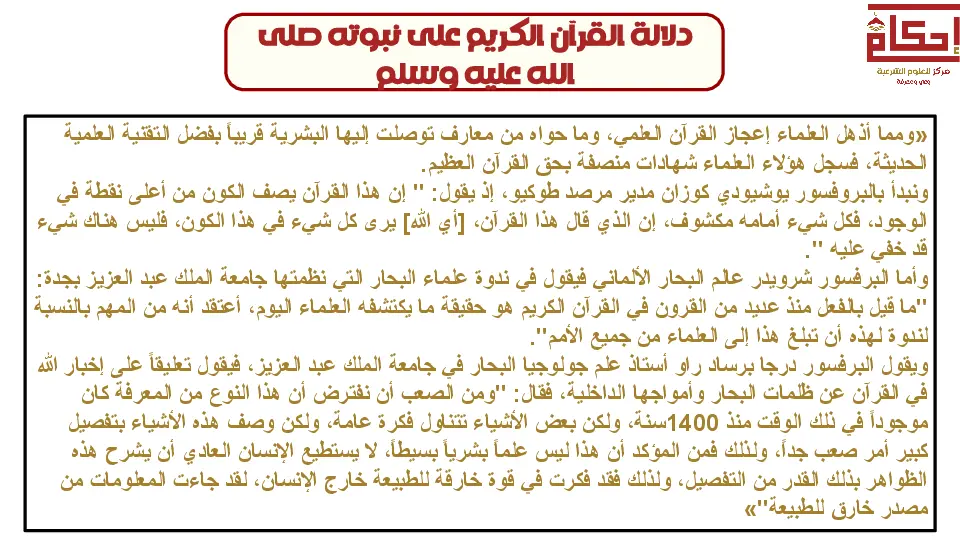 دلالة القرآن الكريم على نبوته صلى
الله عليه وسلم
إحكام
مركز للعلوم الشرعية
وعي ومعرفة
«ومما أذهل العلماء إعجاز القرآن العلمي، وما حواه من معارف توصلت إليها البشرية قريباً بفضل التقنية العلمية
الحديثة، فسجل هؤلاء العلماء شهادات منصفة بحق القرآن العظيم.
ونبدأ بالبروفسور يوشيودي كوزان مدير مرصد طوكيو، إذ يقول: " إن هذا القرآن يصف الكون من أعلى نقطة في
الوجود، فكل شيء أمامه مكشوف، إن الذي قال هذا القرآن، [أي الله] يرى كل شيء في هذا الكون، فليس هناك شيء
قد خفي عليه ".
وأما البرفسور شرويدر عالم البحار الألماني فيقول في ندوة علماء البحار التي نظمتها جامعة الملك عبد العزيز بجدة:
"ما قيل بالفعل منذ عديد من القرون في القرآن الكريم هو حقيقة ما يكتشفه العلماء اليوم، أعتقد أنه من المهم بالنسبة
لندوة لهذه أن تبلغ هذا إلى العلماء من جميع الأمم".
ويقول البرفسور درجا برساد راو أستاذ علم جولوجيا البحار في جامعة الملك عبد العزيز، فيقول تعليقاً على إخبار الله
في القرآن عن ظلمات البحار وأمواجها الداخلية، فقال: "ومن الصعب أن نفترض أن هذا النوع من المعرفة كان
موجوداً في ذلك الوقت منذ 1400سنة، ولكن بعض الأشياء تتناول فكرة عامة، ولكن وصف هذه الأشياء بتفصيل
كبير أمر صعب جداً، ولذلك فمن المؤكد أن هذا ليس علماً بشرياً بسيطاً، لا يستطيع الإنسان العادي أن يشرح هذه
الظواهر بذلك القدر من التفصيل، ولذلك فقد فكرت في قوة خارقة للطبيعة خارج الإنسان، لقد جاءت المعلومات من
مصدر خارق للطبيعة"»